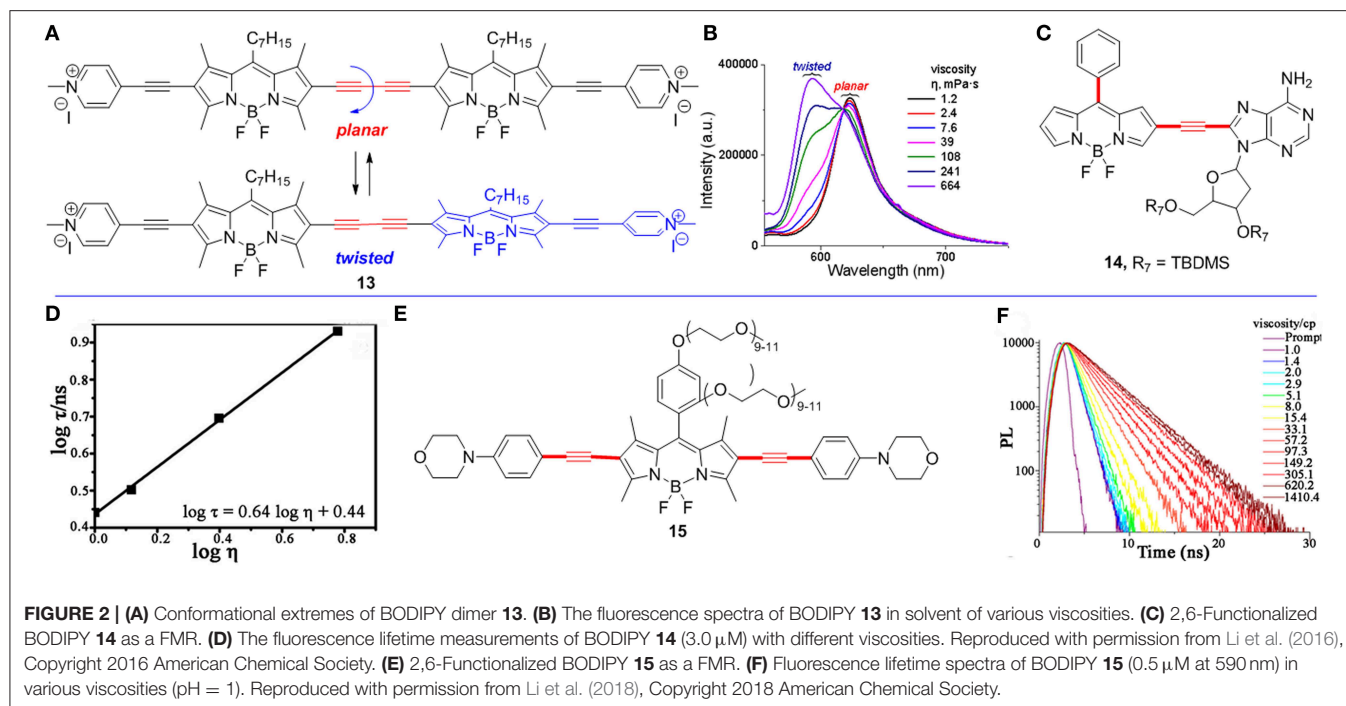 A
C₇H₁₅
C₇H₁₅
N
I
N
N
B
F
F
N
N
B
F
F
N
I
planar
C₇H₁₅
C₇H₁₅
N
I
N
N
B
F
F
N
N
B
F
F
N
I
twisted
13
B
twisted
planar
viscosity
η, mPa·s
1.2
2.4
7.6
39
108
241
664
400000
200000
0
Intensity (a.u.)
600
700
Wavelength (nm)
C
NH₂
N
N
N
N
N
N
B
F
F
O
R₇O
O
R₇
14, R₇ = TBDMS
D
0.9
0.8
0.7
0.6
0.5
0.4
log τ/ns
log τ = 0.64 log η + 0.44
0.0
0.2
0.4
0.6
0.8
log η
E
O
O
9-11
O
O
9-11
O
N
N
N
B
F
F
N
O
15
F
viscosity/cp
Prompt
1.0
1.4
2.0
2.9
5.1
8.0
15.4
33.1
57.2
97.3
149.2
305.1
620.2
1410.4
10000
1000
100
PL
0
10
20
30
Time (ns)
FIGURE 2 | (A) Conformational extremes of BODIPY dimer 13. (B) The fluorescence spectra of BODIPY 13 in solvent of various viscosities. (C) 2,6-Functionalized
BODIPY 14 as a FMR. (D) The fluorescence lifetime measurements of BODIPY 14 (3.0 μM) with different viscosities. Reproduced with permission from Li et al. (2016),
Copyright 2016 American Chemical Society. (E) 2,6-Functionalized BODIPY 15 as a FMR. (F) Fluorescence lifetime spectra of BODIPY 15 (0.5 μM at 590 nm) in
various viscosities (pH = 1). Reproduced with permission from Li et al. (2018), Copyright 2018 American Chemical Society.